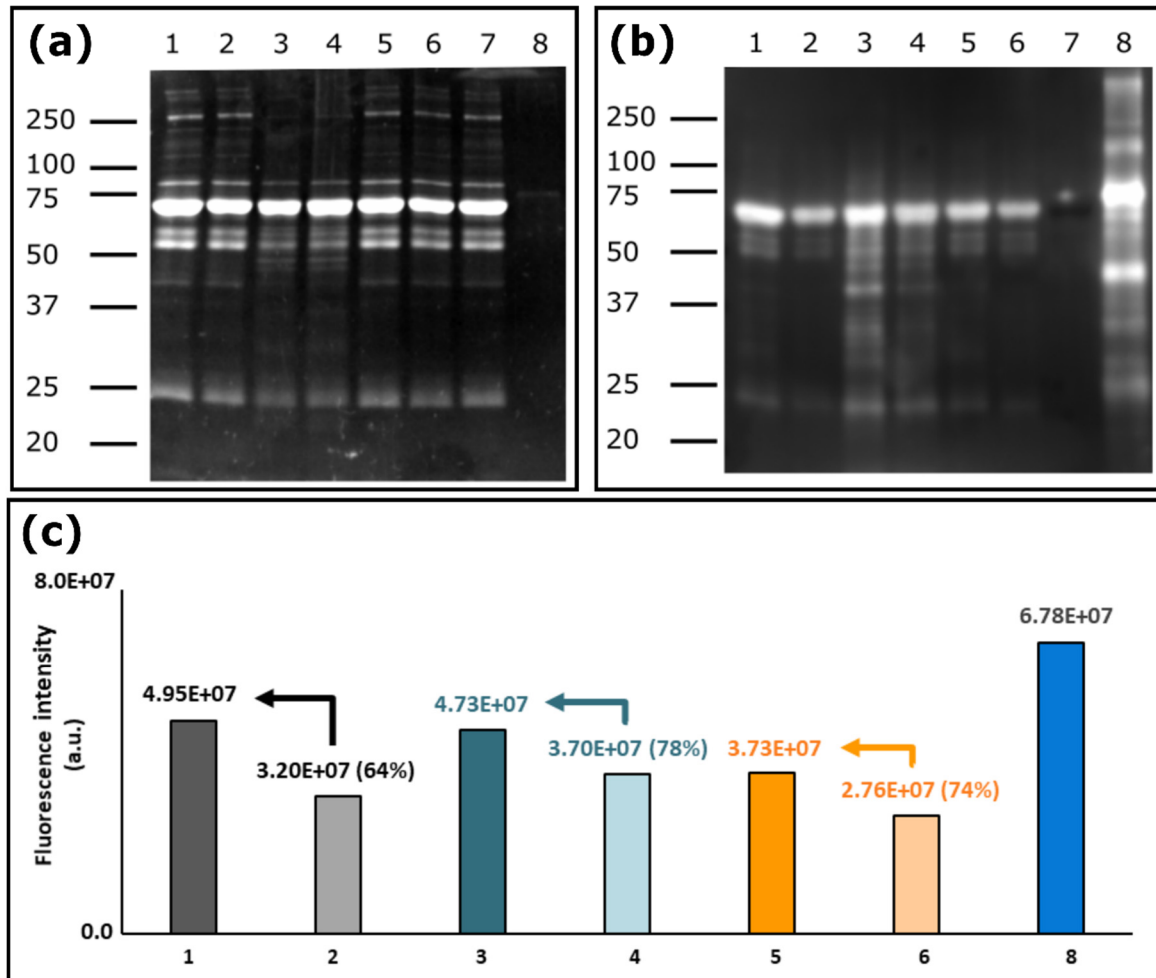 (a)
1 2 3 4 5 6 7 8
250
100
75
50
37
25
20
(b)
1 2 3 4 5 6 7 8
250
100
75
50
37
25
20
(c)
8.0E+07
Fluorescence intensity
(a.u.)
0.0
4.95E+07
3.20E+07 (64%)
4.73E+07
3.70E+07 (78%)
3.73E+07
2.76E+07 (74%)
6.78E+07
1 2 3 4 5 6 8